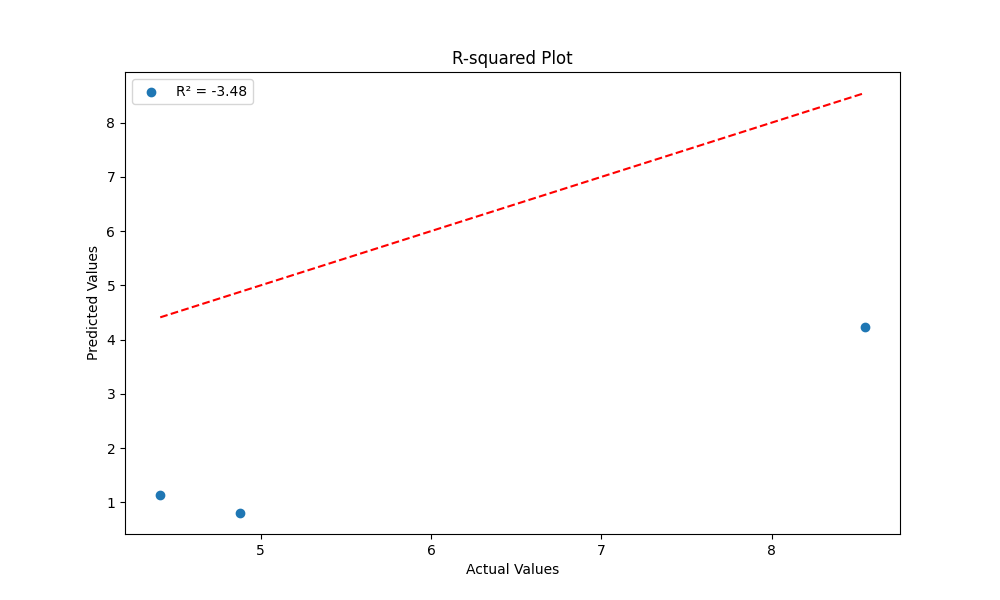 R-squared Plot
R² = -3.48
8
7
6
5
4
3
2
1
Predicted Values
5 6 7 8
Actual Values